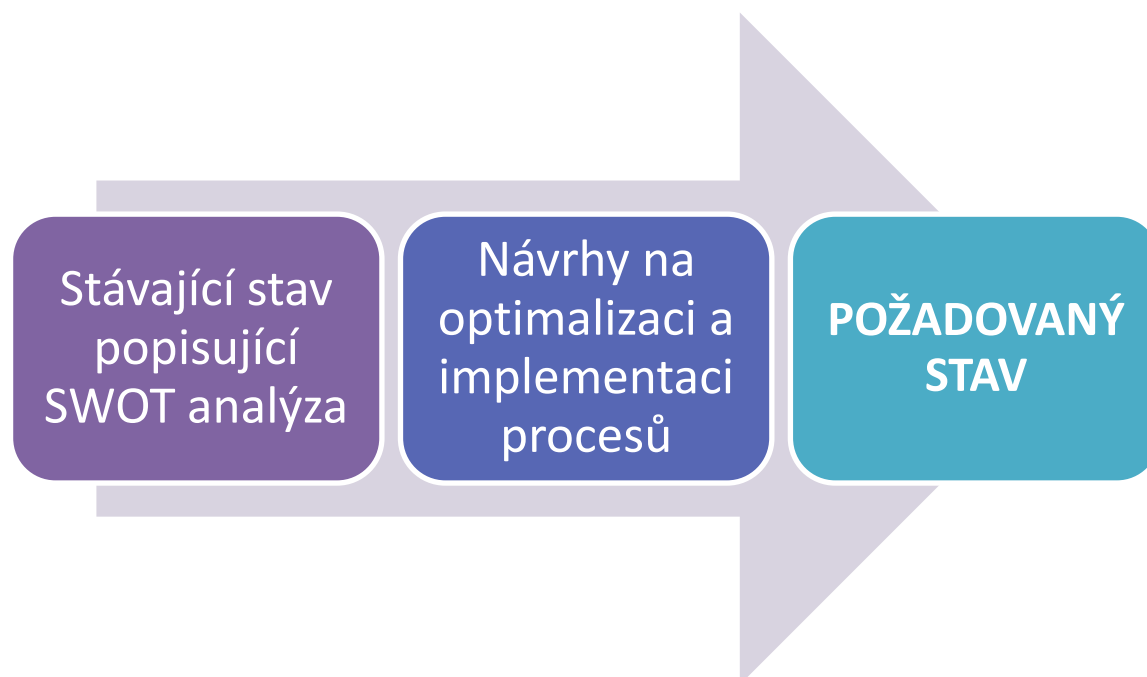 Stávající stav
popisující
SWOT analýza
Návrhy na
optimalizaci a
implementaci
procesů
POŽADOVANÝ
STAV